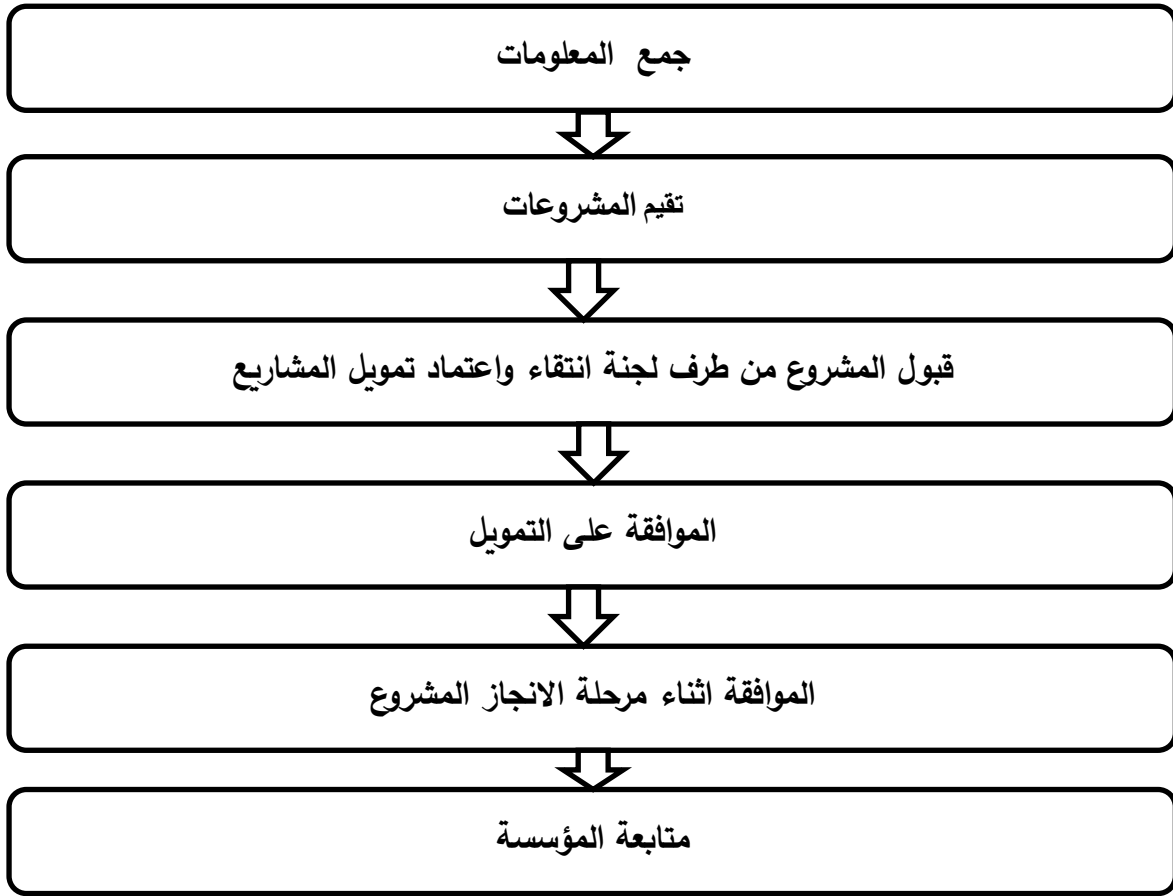 جمع المعلومات
تقيم المشروعات
قبول المشروع من طرف لجنة انتقاء واعتماد تمويل المشاريع
الموافقة على التمويل
الموافقة اثناء مرحلة الانجاز المشروع
متابعة المؤسسة